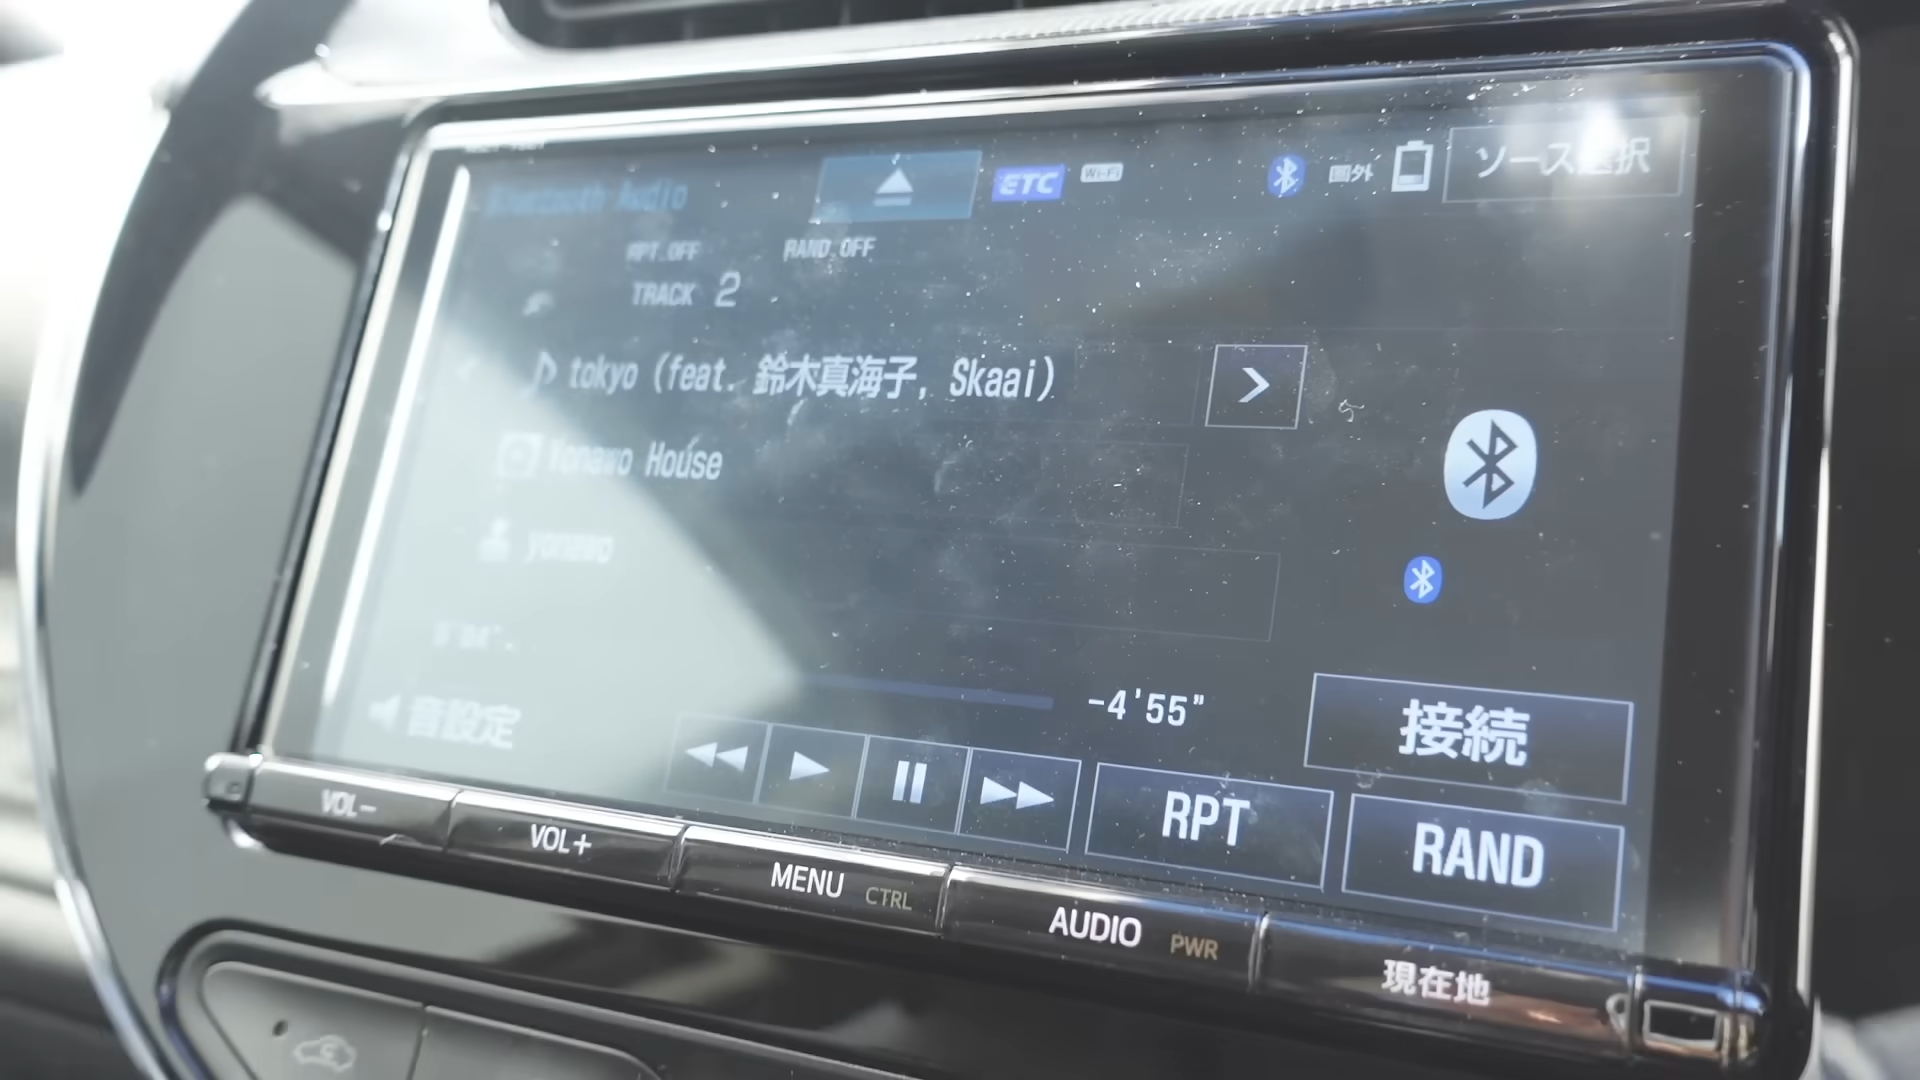 Bluetooth Audio
ETC
Wi-Fi
圏外
ソース選択
RPT OFF RAND OFF
TRACK 2
tokyo (feat. 鈴木真海子, Skaai)
>
Yonawo House
yonawo
-4'55"
音設定
接続
RPT
RAND
VOL－
VOL＋
MENU CTRL
AUDIO PWR
現在地